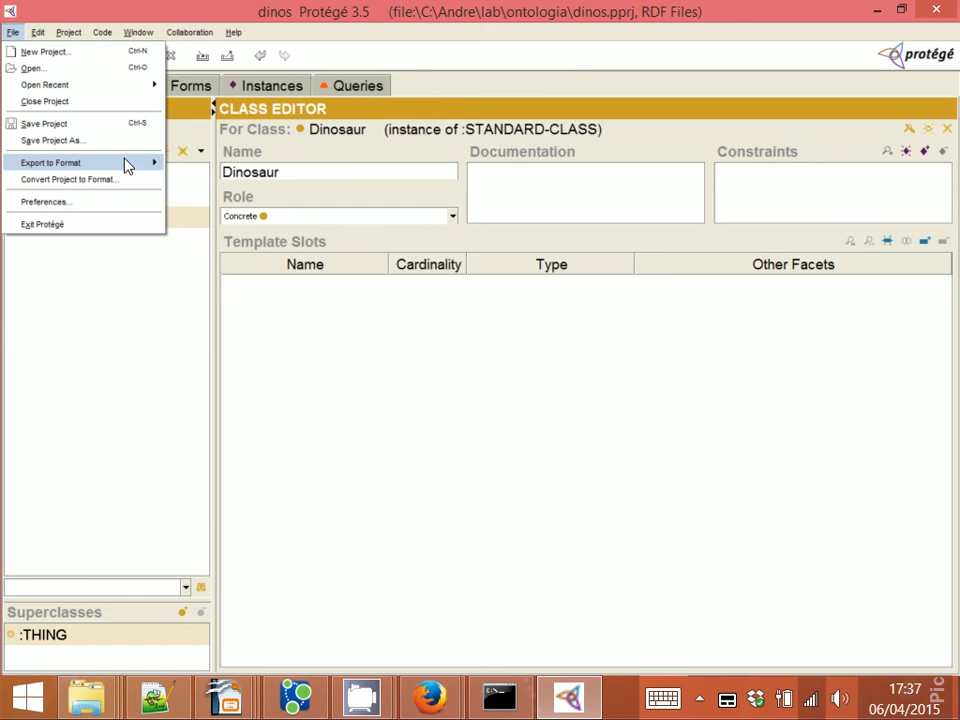 dinos Protégé 3.5 (file:\C:\Andre\lab\ontologia\dinos.pprj, RDF Files)
File Edit Project Code Window Collaboration Help
New Project... Ctrl-N
Open... Ctrl-O
Open Recent
Close Project
Save Project Ctrl-S
Save Project As...
Export to Format
Convert Project to Format...
Preferences...
Exit Protégé
protégé
Forms Instances Queries
CLASS EDITOR
For Class: Dinosaur (instance of :STANDARD-CLASS)
Name Documentation Constraints
Dinosaur
Role
Concrete
Template Slots
Name Cardinality Type Other Facets
Superclasses
:THING
17:37
06/04/2015
Pic